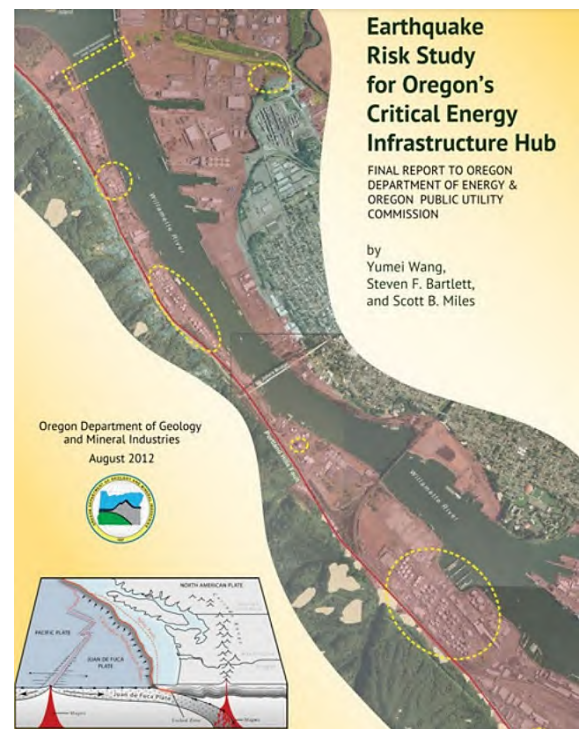 Earthquake
Risk Study
for Oregon's
Critical Energy
Infrastructure Hub
FINAL REPORT TO OREGON
DEPARTMENT OF ENERGY &
OREGON PUBLIC UTILITY
COMMISSION
by
Yumei Wang,
Steven F. Bartlett,
and Scott B. Miles
Willamette River
Willamette River
Oregon Department of Geology
and Mineral Industries
August 2012
NORTH AMERICAN PLATE
PACIFIC PLATE
JUAN DE FUCA
PLATE
Juan de Fuca Plate
Magma
Magma